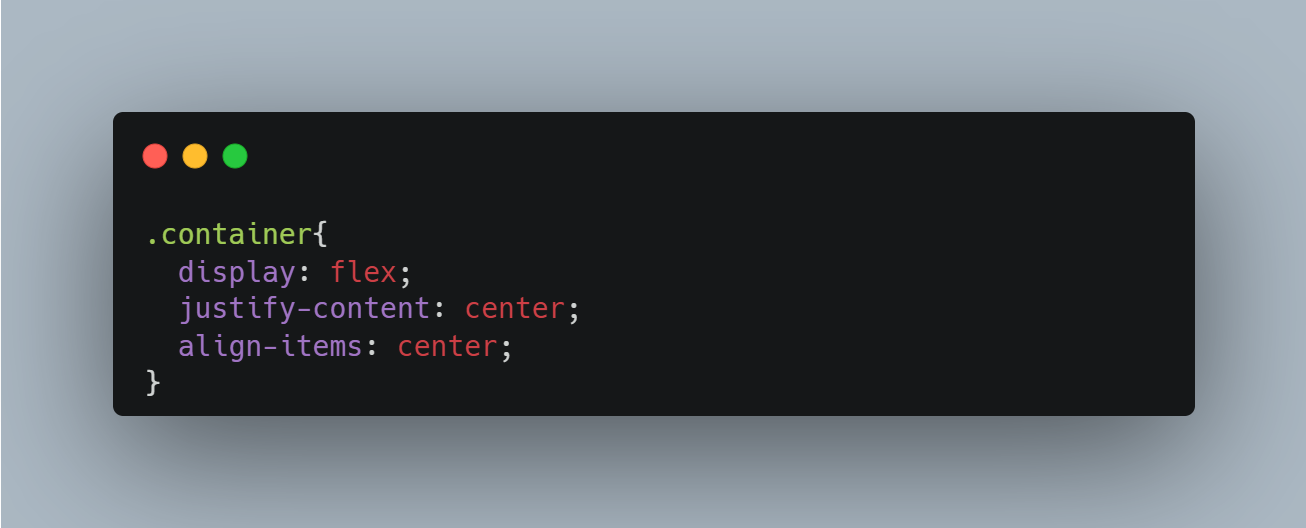 .container{
  display: flex;
  justify-content: center;
  align-items: center;
}